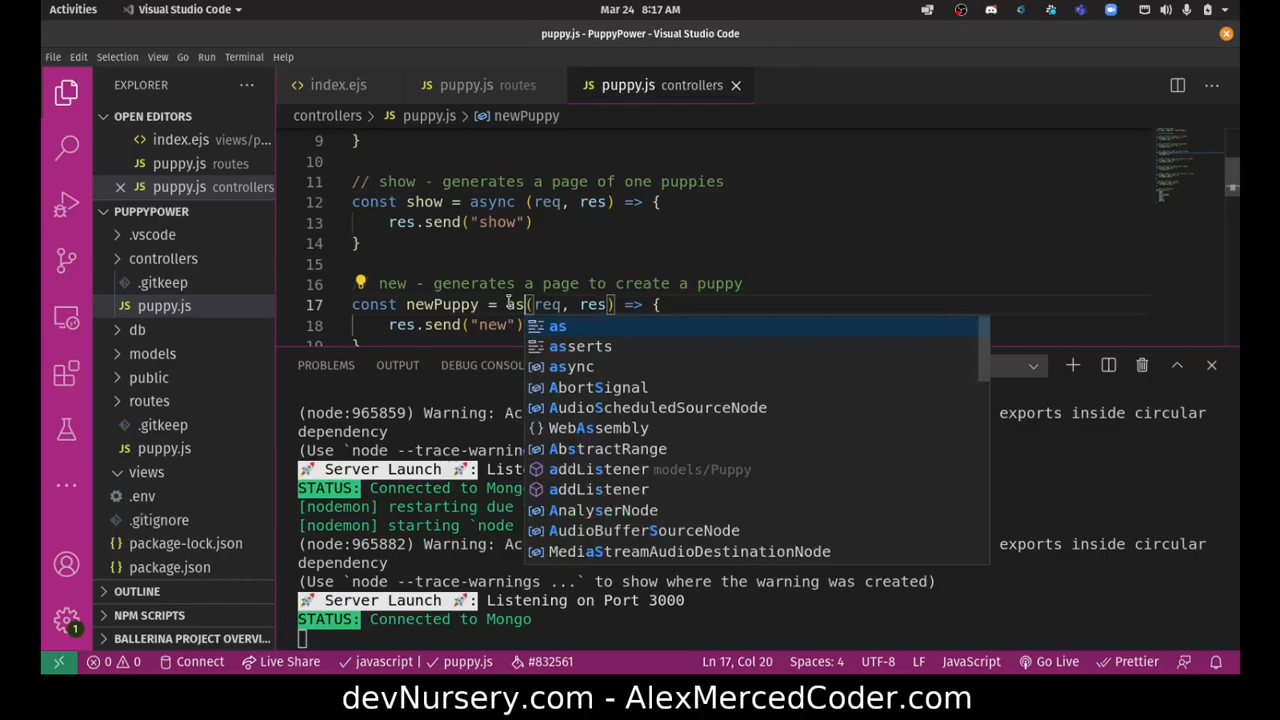 Activities
Visual Studio Code
Mar 24 8:17 AM
puppy.js - PuppyPower - Visual Studio Code
File Edit Selection View Go Run Terminal Help
EXPLORER
OPEN EDITORS
index.ejs views/p...
puppy.js routes
puppy.js controllers
PUPPYPOWER
.vscode
controllers
.gitkeep
puppy.js
db
models
public
routes
.gitkeep
puppy.js
views
.env
.gitignore
package-lock.json
package.json
OUTLINE
NPM SCRIPTS
BALLERINA PROJECT OVERVI...
index.ejs
JS puppy.js routes
JS puppy.js controllers
controllers > JS puppy.js > newPuppy
9 }
10
11 // show - generates a page of one puppies
12 const show = async (req, res) => {
13 res.send("show")
14 }
15
16 new - generates a page to create a puppy
17 const newPuppy = as(req, res) => {
18 res.send("new")
as
asserts
async
AbortSignal
AudioScheduledSourceNode
WebAssembly
AbstractRange
addListener models/Puppy
addListener
AnalyserNode
AudioBufferSourceNode
MediaStreamAudioDestinationNode
PROBLEMS OUTPUT DEBUG CONSOL
(node:965859) Warning: Ac exports inside circular
dependency
(Use `node --trace-warnin
🚀 Server Launch 🚀: List
STATUS: Connected to Mong
[nodemon] restarting due
[nodemon] starting `node
(node:965882) Warning: Ac exports inside circular
dependency
(Use `node --trace-warnings ...` to show where the warning was created)
🚀 Server Launch 🚀: Listening on Port 3000
STATUS: Connected to Mongo
1
0 0 Connect Live Share javascript | puppy.js #832561 Ln 17, Col 20 Spaces: 4 UTF-8 LF JavaScript Go Live Prettier
devNursery.com - AlexMercedCoder.com